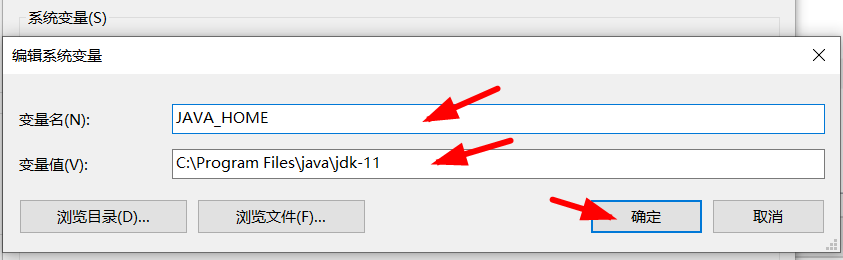 系统变量(S)
编辑系统变量
变量名(N):
JAVA_HOME
变量值(V):
C:\Program Files\java\jdk-11
浏览目录(D)...
浏览文件(F)...
确定
取消